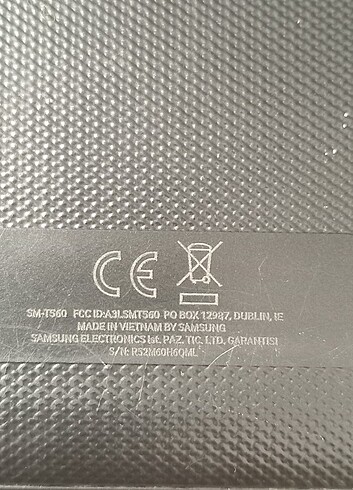 CE
SM-T560 FCC ID:A3LSMT560 PO BOX 12987, DUBLIN, IE
MADE IN VIETNAM BY SAMSUNG
SAMSUNG ELECTRONICS ist. PAZ. TIC. LTD. GARANTISI
S/N: R52M60H6QML